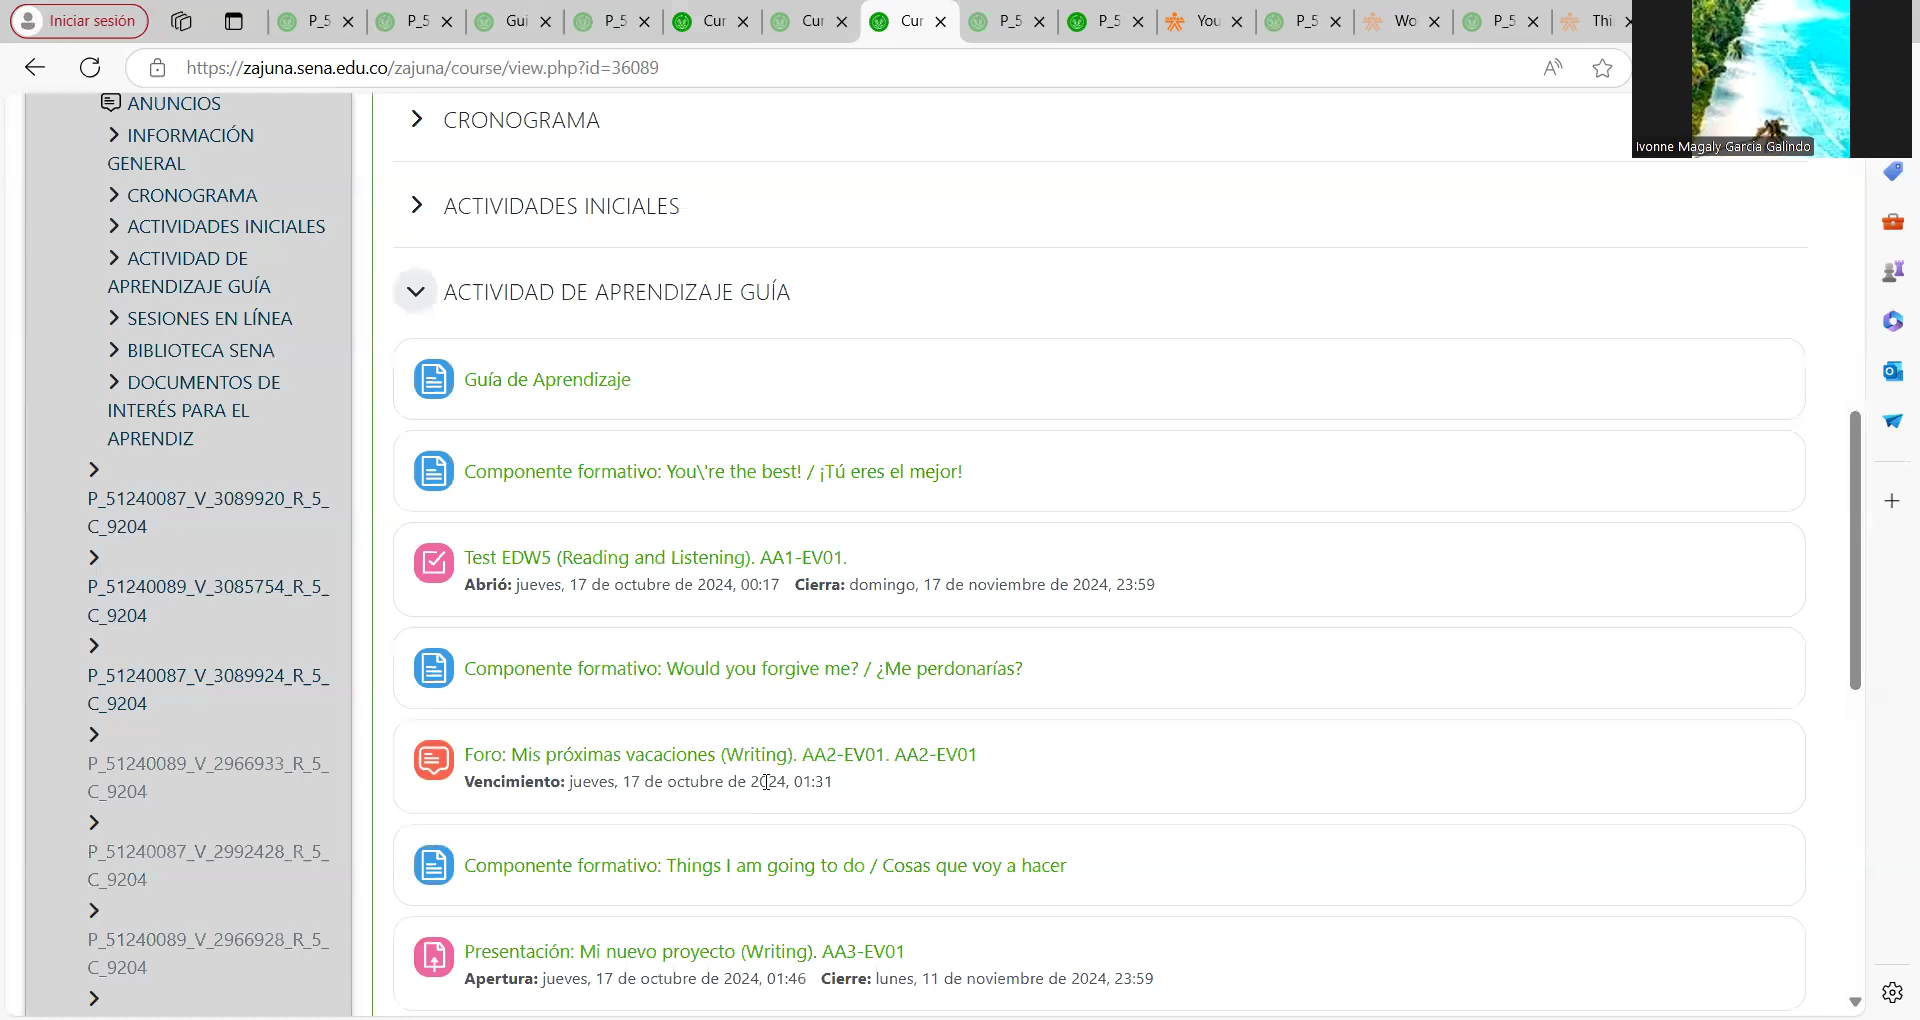 Iniciar sesión
P_5
P_5
Gui
P_5
Cur
Cur
Cur
P_5
P_5
You
P_5
Wo
P_5
Thi
https://zajuna.sena.edu.co/zajuna/course/view.php?id=36089
Ivonne Magaly Garcia Galindo
ANUNCIOS
INFORMACIÓN
GENERAL
CRONOGRAMA
ACTIVIDADES INICIALES
ACTIVIDAD DE
APRENDIZAJE GUÍA
SESIONES EN LÍNEA
BIBLIOTECA SENA
DOCUMENTOS DE
INTERÉS PARA EL
APRENDIZ
P_51240087_V_3089920_R_5_
C_9204
P_51240089_V_3085754_R_5_
C_9204
P_51240087_V_3089924_R_5_
C_9204
P_51240089_V_2966933_R_5_
C_9204
P_51240087_V_2992428_R_5_
C_9204
P_51240089_V_2966928_R_5_
C_9204
CRONOGRAMA
ACTIVIDADES INICIALES
ACTIVIDAD DE APRENDIZAJE GUÍA
Guía de Aprendizaje
Componente formativo: You\'re the best! / ¡Tú eres el mejor!
Test EDW5 (Reading and Listening). AA1-EV01.
Abrió: jueves, 17 de octubre de 2024, 00:17 Cierra: domingo, 17 de noviembre de 2024, 23:59
Componente formativo: Would you forgive me? / ¿Me perdonarías?
Foro: Mis próximas vacaciones (Writing). AA2-EV01. AA2-EV01
Vencimiento: jueves, 17 de octubre de 2024, 01:31
Componente formativo: Things I am going to do / Cosas que voy a hacer
Presentación: Mi nuevo proyecto (Writing). AA3-EV01
Apertura: jueves, 17 de octubre de 2024, 01:46 Cierre: lunes, 11 de noviembre de 2024, 23:59